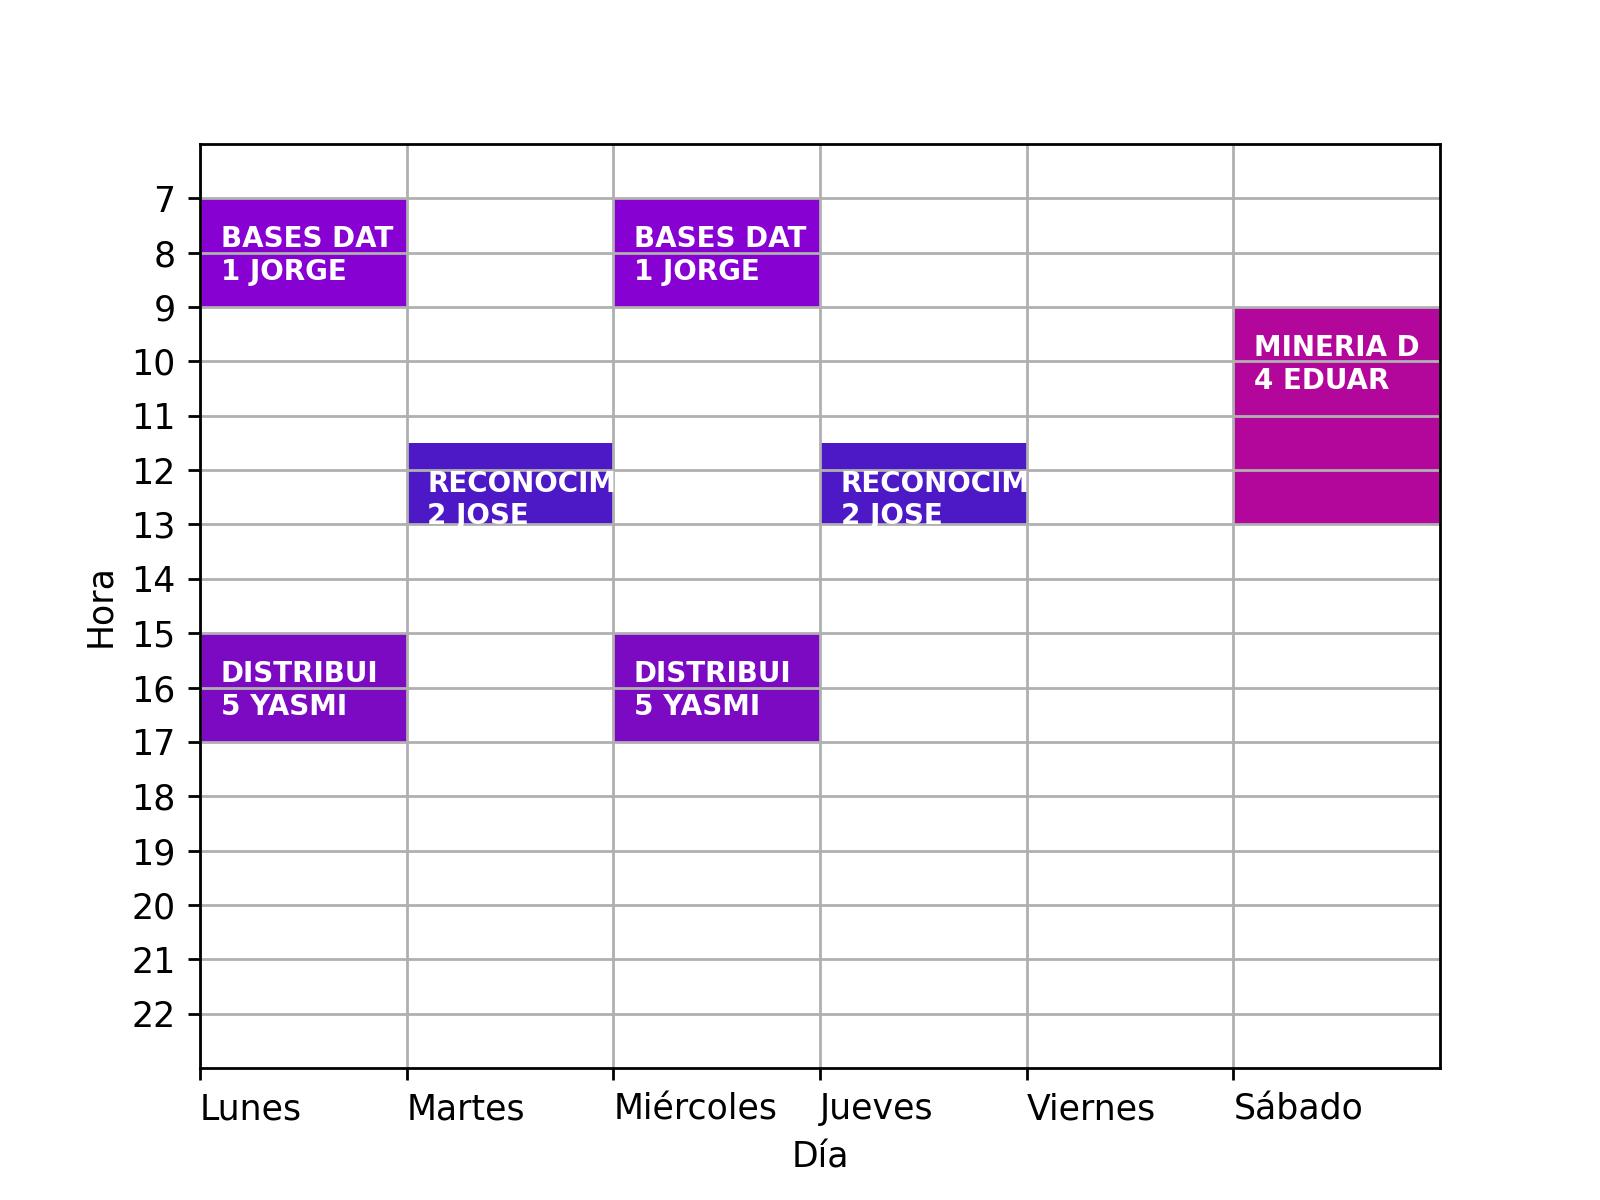 7
8
9
10
11
12
13
14
15
16
17
18
19
20
21
22
Hora
BASES DAT
1 JORGE
BASES DAT
1 JORGE
MINERIA D
4 EDUAR
RECONOCIM
2 JOSE
RECONOCIM
2 JOSE
DISTRIBUI
5 YASMI
DISTRIBUI
5 YASMI
Lunes
Martes
Miércoles
Jueves
Viernes
Sábado
Día